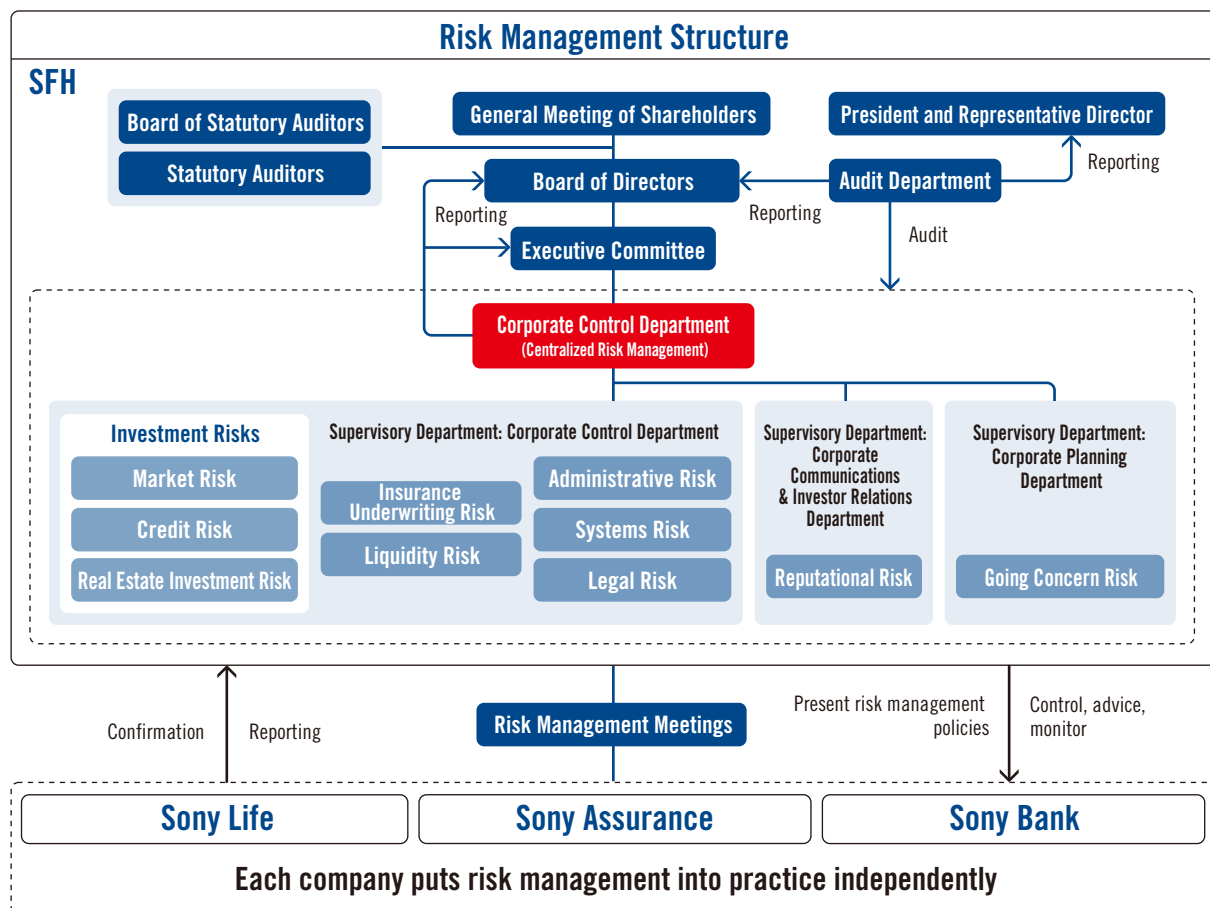 Risk Management Structure
SFH
Board of Statutory Auditors
Statutory Auditors
General Meeting of Shareholders
President and Representative Director
Reporting
Board of Directors
Audit Department
Reporting
Reporting
Audit
Executive Committee
Corporate Control Department
(Centralized Risk Management)
Investment Risks
Market Risk
Credit Risk
Real Estate Investment Risk
Supervisory Department: Corporate Control Department
Insurance
Underwriting Risk
Liquidity Risk
Administrative Risk
Systems Risk
Legal Risk
Supervisory Department:
Corporate
Communications
& Investor Relations
Department
Reputational Risk
Supervisory Department:
Corporate Planning
Department
Going Concern Risk
Confirmation
Reporting
Risk Management Meetings
Present risk management
policies
Control, advice,
monitor
Sony Life
Sony Assurance
Sony Bank
Each company puts risk management into practice independently